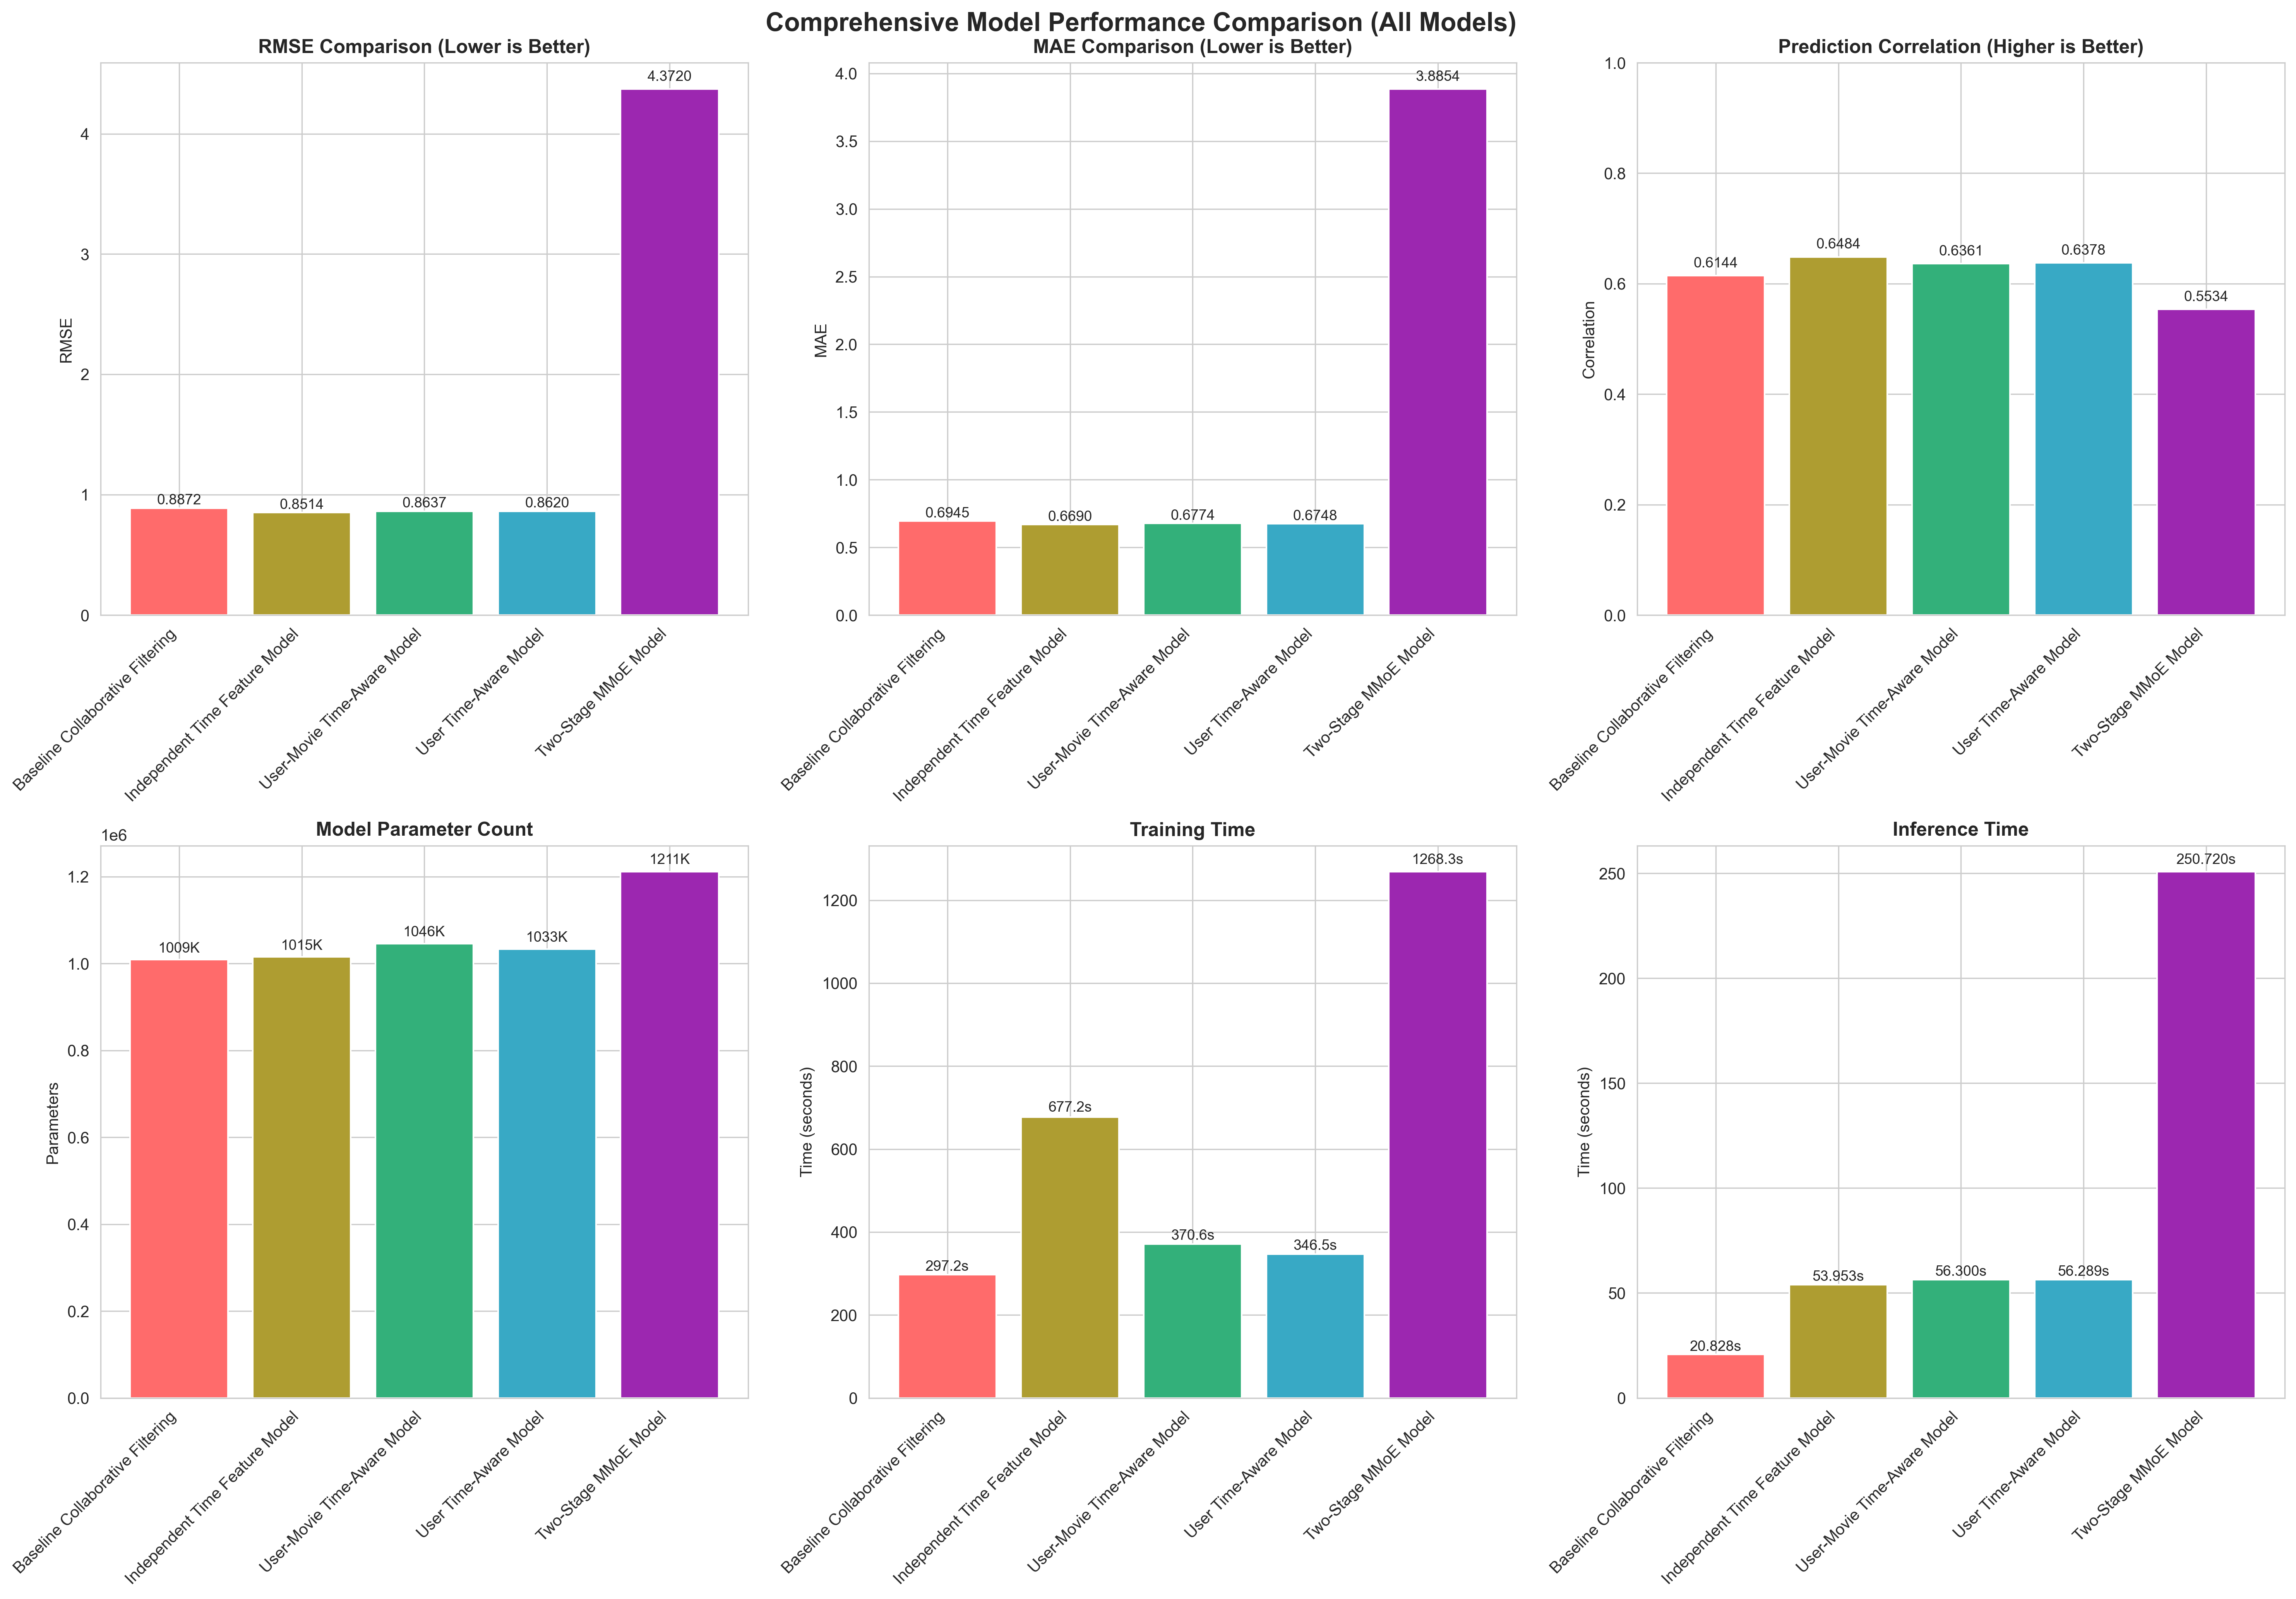 Comprehensive Model Performance Comparison (All Models)
RMSE Comparison (Lower is Better)
RMSE
4
3
2
1
0
0.8872
0.8514
0.8637
0.8620
4.3720
Baseline Collaborative Filtering
Independent Time Feature Model
User-Movie Time-Aware Model
User Time-Aware Model
Two-Stage MMoE Model
MAE Comparison (Lower is Better)
MAE
4.0
3.5
3.0
2.5
2.0
1.5
1.0
0.5
0.0
0.6945
0.6690
0.6774
0.6748
3.8854
Baseline Collaborative Filtering
Independent Time Feature Model
User-Movie Time-Aware Model
User Time-Aware Model
Two-Stage MMoE Model
Prediction Correlation (Higher is Better)
Correlation
1.0
0.8
0.6
0.4
0.2
0.0
0.6144
0.6484
0.6361
0.6378
0.5534
Baseline Collaborative Filtering
Independent Time Feature Model
User-Movie Time-Aware Model
User Time-Aware Model
Two-Stage MMoE Model
Model Parameter Count
1e6
Parameters
1.2
1.0
0.8
0.6
0.4
0.2
0.0
1009K
1015K
1046K
1033K
1211K
Baseline Collaborative Filtering
Independent Time Feature Model
User-Movie Time-Aware Model
User Time-Aware Model
Two-Stage MMoE Model
Training Time
Time (seconds)
1200
1000
800
600
400
200
0
297.2s
677.2s
370.6s
346.5s
1268.3s
Baseline Collaborative Filtering
Independent Time Feature Model
User-Movie Time-Aware Model
User Time-Aware Model
Two-Stage MMoE Model
Inference Time
Time (seconds)
250
200
150
100
50
0
20.828s
53.953s
56.300s
56.289s
250.720s
Baseline Collaborative Filtering
Independent Time Feature Model
User-Movie Time-Aware Model
User Time-Aware Model
Two-Stage MMoE Model